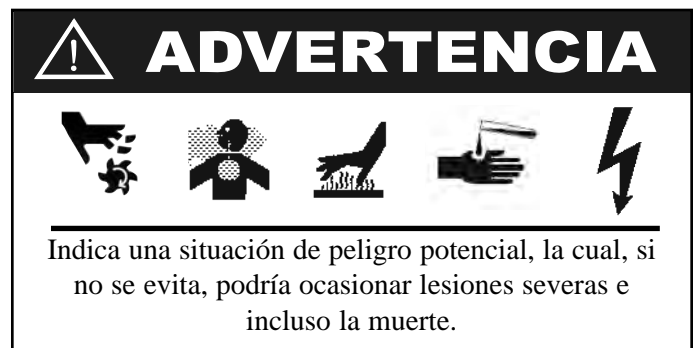 ADVERTENCIA
Indica una situación de peligro potencial, la cual, si
no se evita, podría ocasionar lesiones severas e
incluso la muerte.